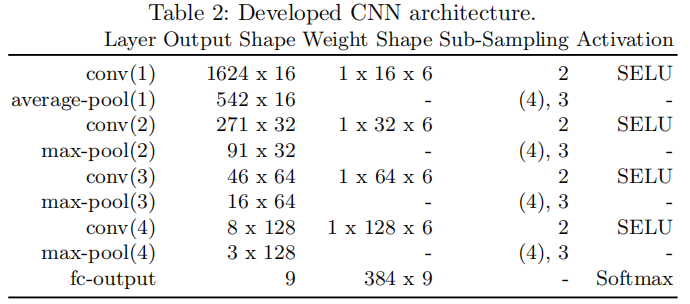 Table 2: Developed CNN architecture.
Layer Output Shape Weight Shape Sub-Sampling Activation
conv(1) 1624 x 16 1 x 16 x 6 2 SELU
average-pool(1) 542 x 16 - (4), 3 -
conv(2) 271 x 32 1 x 32 x 6 2 SELU
max-pool(2) 91 x 32 - (4), 3 -
conv(3) 46 x 64 1 x 64 x 6 2 SELU
max-pool(3) 16 x 64 - (4), 3 -
conv(4) 8 x 128 1 x 128 x 6 2 SELU
max-pool(4) 3 x 128 - (4), 3 -
fc-output 9 384 x 9 - Softmax